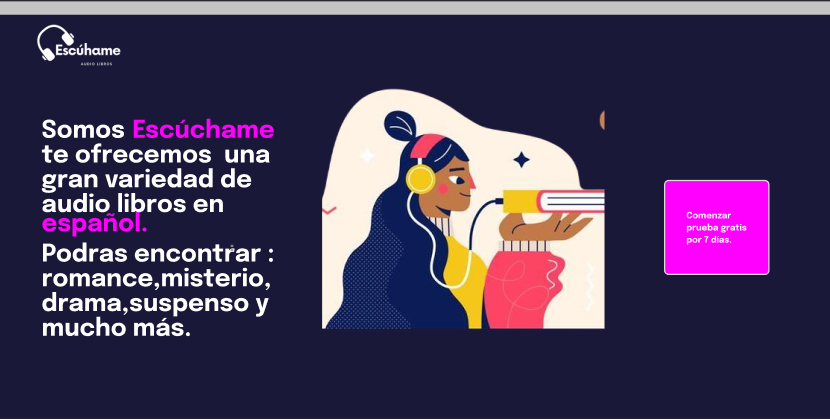 Escúhame
AUDIO LIBROS
Somos Escúchame
te ofrecemos una
gran variedad de
audio libros en
español.
Podras encontrar :
romance,misterio,
drama,suspenso y
mucho más.
Comenzar
prueba gratis
por 7 dias.